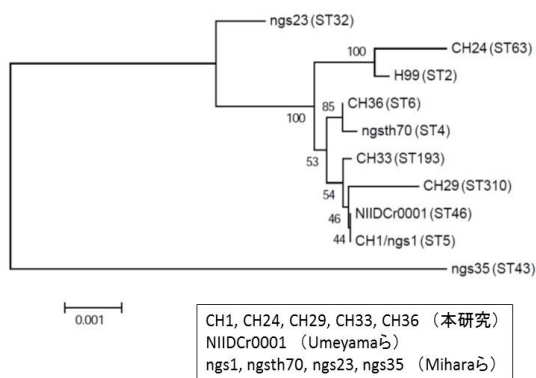 ngs23 (ST32)
100
CH24 (ST63)
H99 (ST2)
100
85
CH36 (ST6)
ngsth70 (ST4)
53
CH33 (ST193)
54
CH29 (ST310)
46
NIIDCr0001 (ST46)
44
CH1/ngs1 (ST5)
ngs35 (ST43)
0.001
CH1, CH24, CH29, CH33, CH36 (本研究)
NIIDCr0001 (Umeyamaら)
ngs1, ngsth70, ngs23, ngs35 (Miharaら)